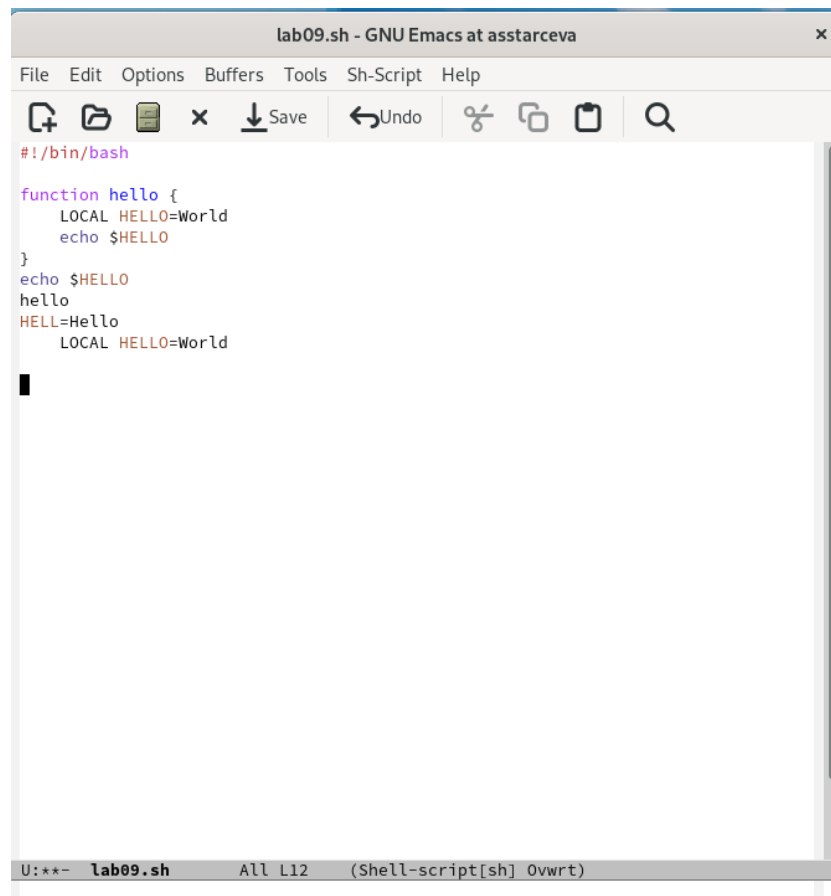 lab09.sh - GNU Emacs at asstarceva ×
File Edit Options Buffers Tools Sh-Script Help
Save Undo
#!/bin/bash
function hello {
    LOCAL HELLO=World
    echo $HELLO
}
echo $HELLO
hello
HELL=Hello
    LOCAL HELLO=World
U:**- lab09.sh All L12 (Shell-script[sh] Ovwrt)